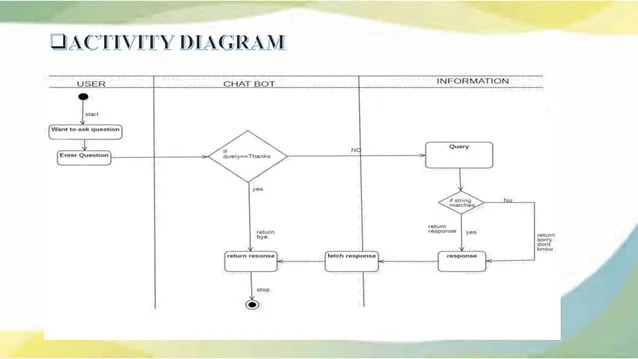 ❑ACTIVITY DIAGRAM
USER
CHAT BOT
INFORMATION
start
Want to ask question
Enter Question
If
query==Thanks
NO
Query
yes
if string
matches
No
return
bye
return
response
yes
return
sorry
dont
know
return resonse
fetch response
response
stop